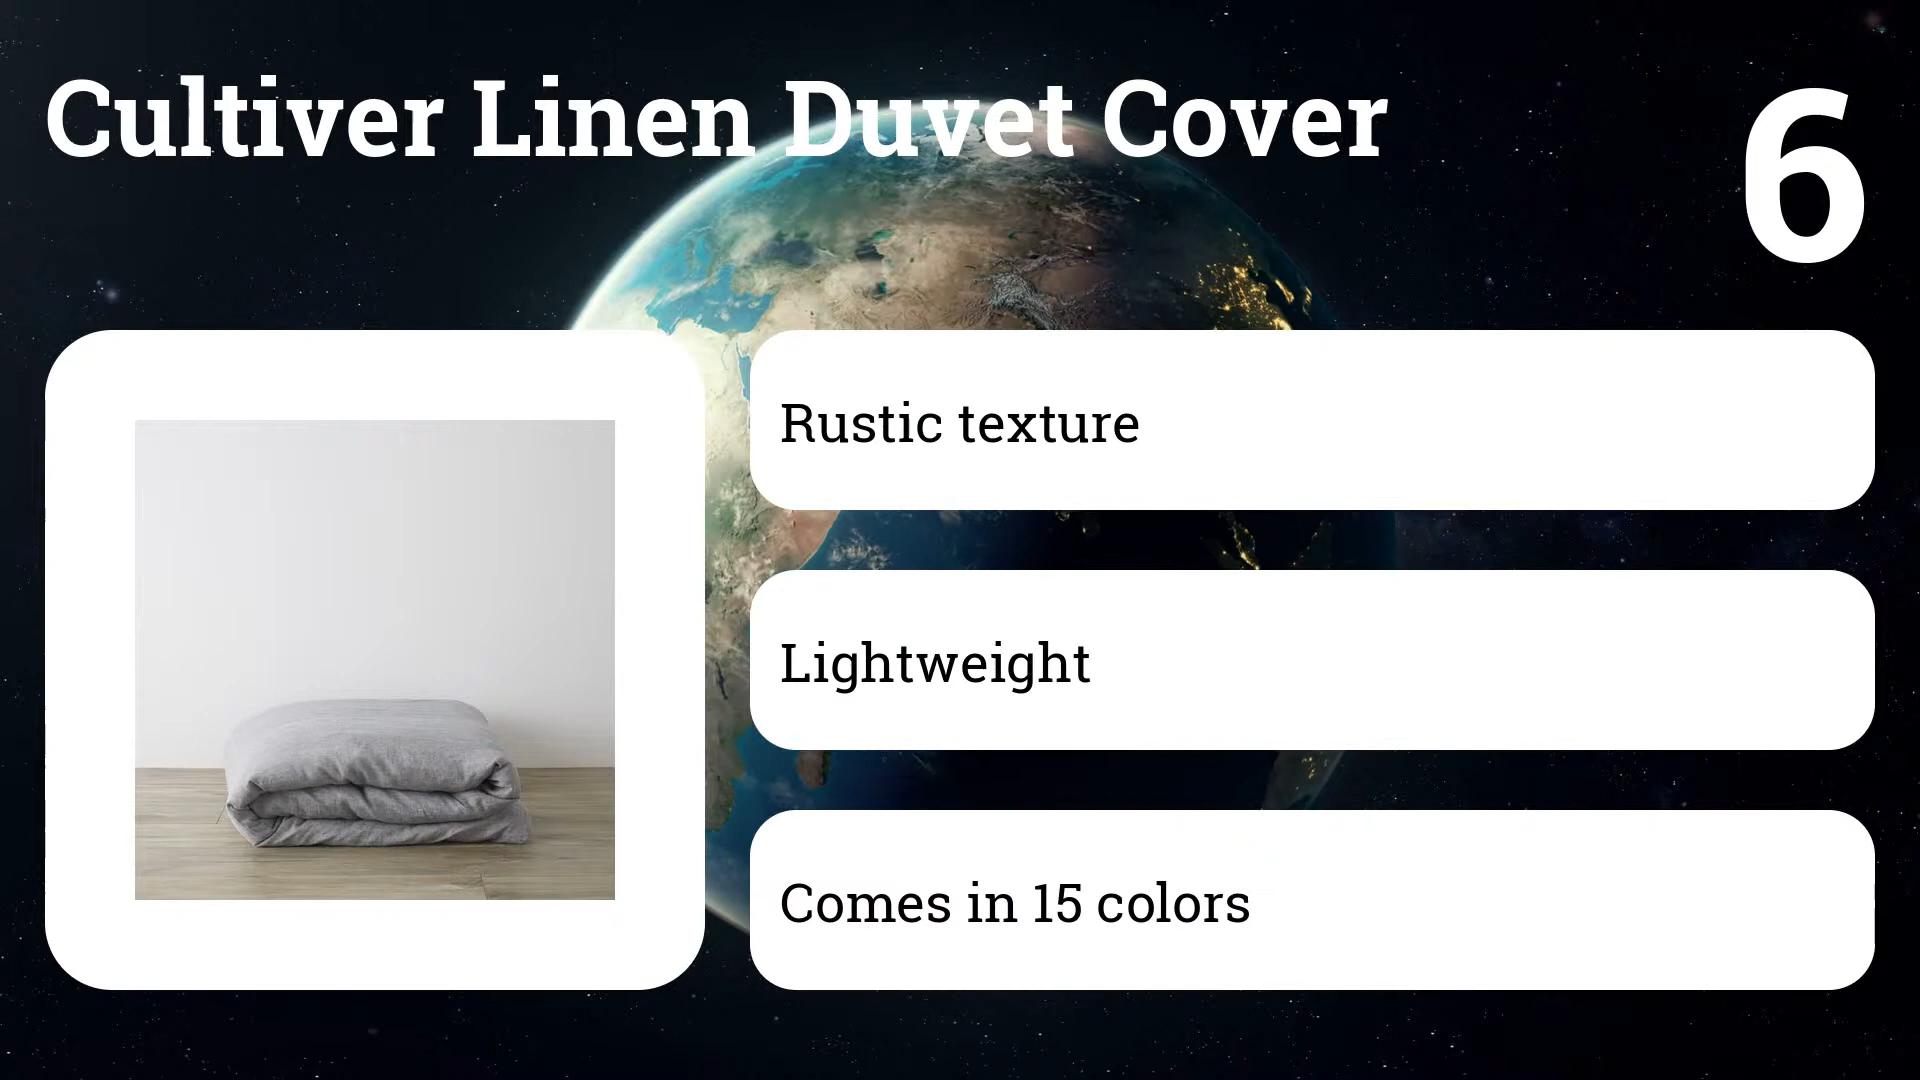 Cultiver Linen Duvet Cover
6
Rustic texture
Lightweight
Comes in 15 colors